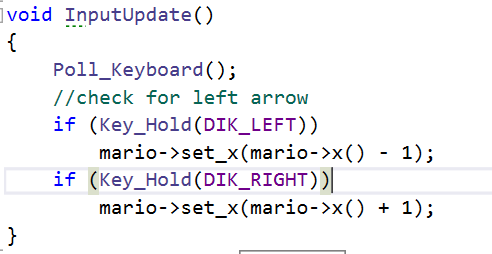 void InputUpdate()
{
    Poll_Keyboard();
    //check for left arrow
    if (Key_Hold(DIK_LEFT))
        mario->set_x(mario->x() - 1);
    if (Key_Hold(DIK_RIGHT))
        mario->set_x(mario->x() + 1);
}